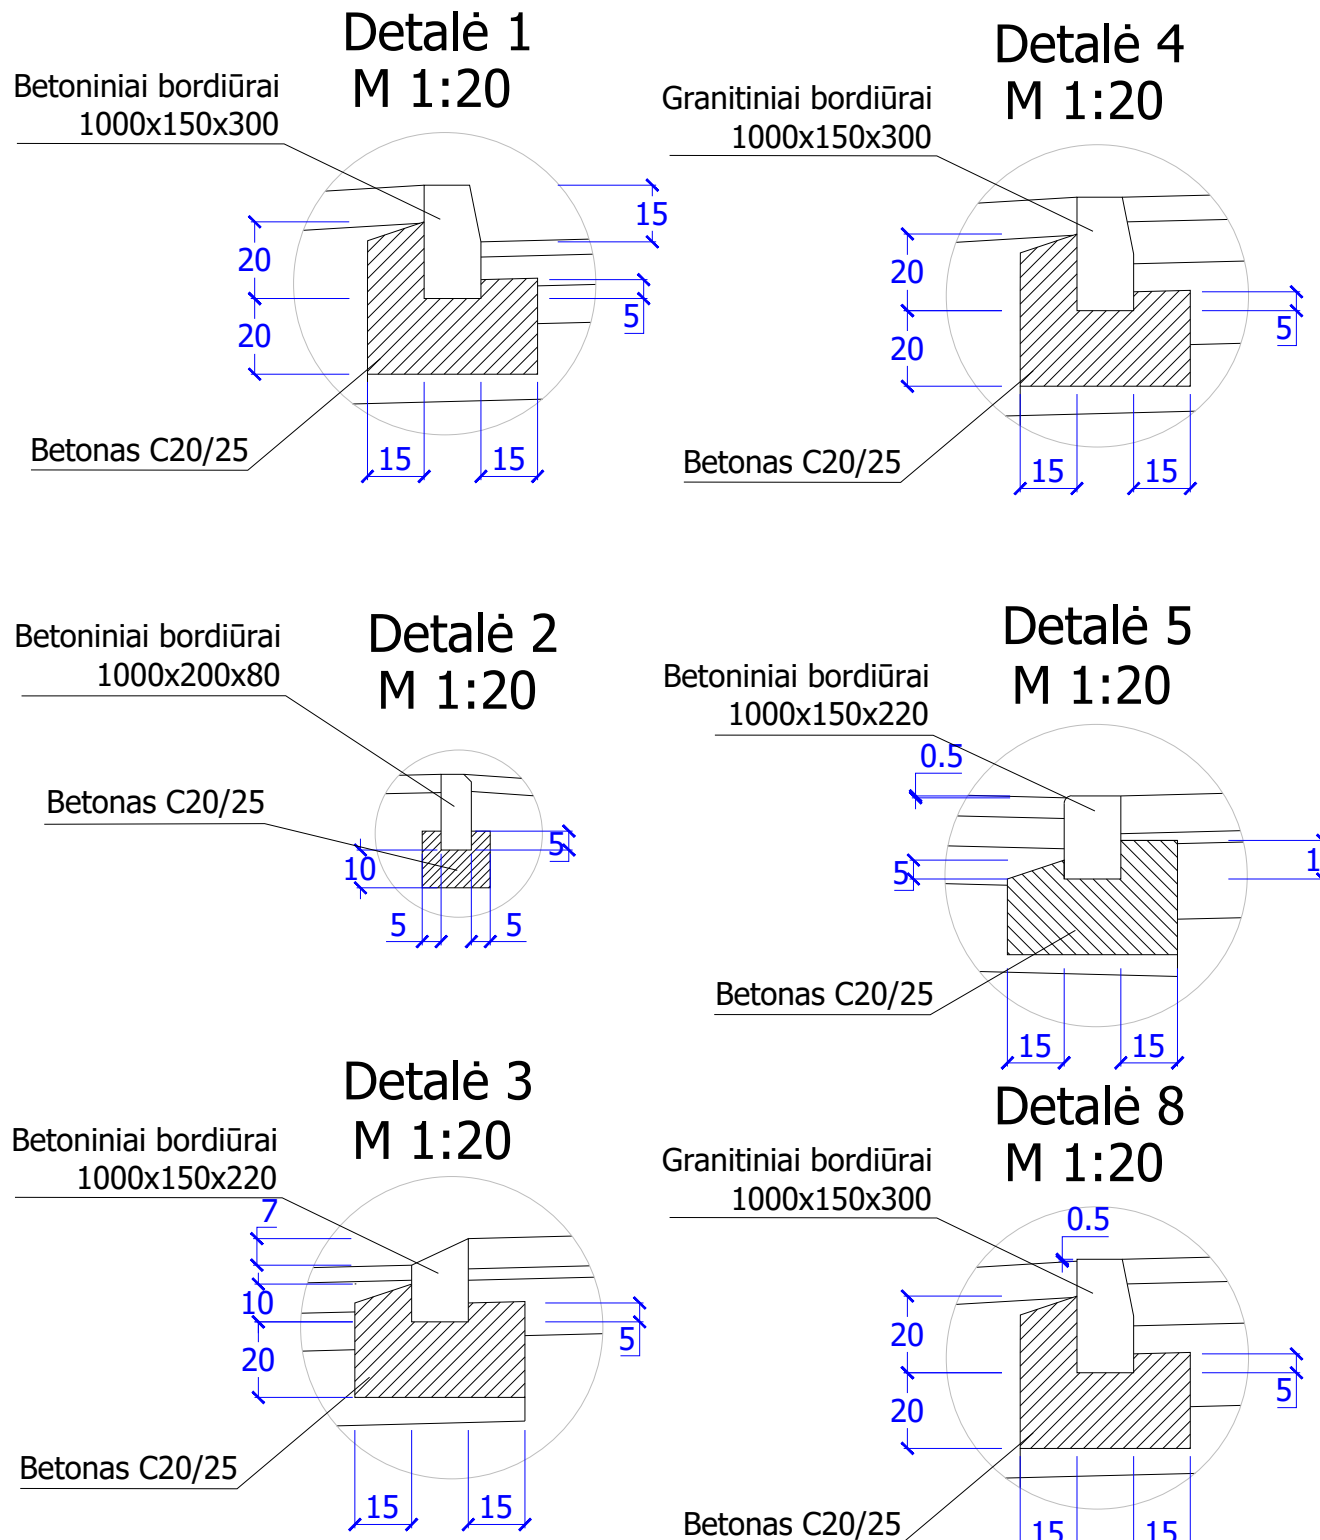 Detalė 1
M 1:20
Betoniniai bordiūrai
1000x150x300
15
20
20
5
Betonas C20/25
15
15
Detalė 4
M 1:20
Granitiniai bordiūrai
1000x150x300
20
20
5
Betonas C20/25
15
15
Detalė 2
M 1:20
Betoniniai bordiūrai
1000x200x80
Betonas C20/25
10
5
5
5
Detalė 5
M 1:20
Betoniniai bordiūrai
1000x150x220
0.5
5
Betonas C20/25
15
15
Detalė 3
M 1:20
Betoniniai bordiūrai
1000x150x220
7
10
20
5
Betonas C20/25
15
15
Detalė 8
M 1:20
Granitiniai bordiūrai
1000x150x300
0.5
20
20
5
Betonas C20/25
15
15